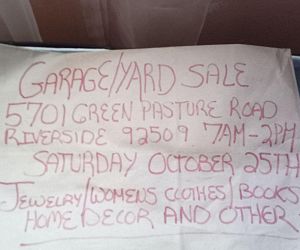 GARAGE/YARD SALE
5701 GREEN PASTURE ROAD
RIVERSIDE 92509 7AM-2PM
SATURDAY OCTOBER 25TH
JEWELRY/WOMENS CLOTHES/BOOKS
HOME DECOR AND OTHER